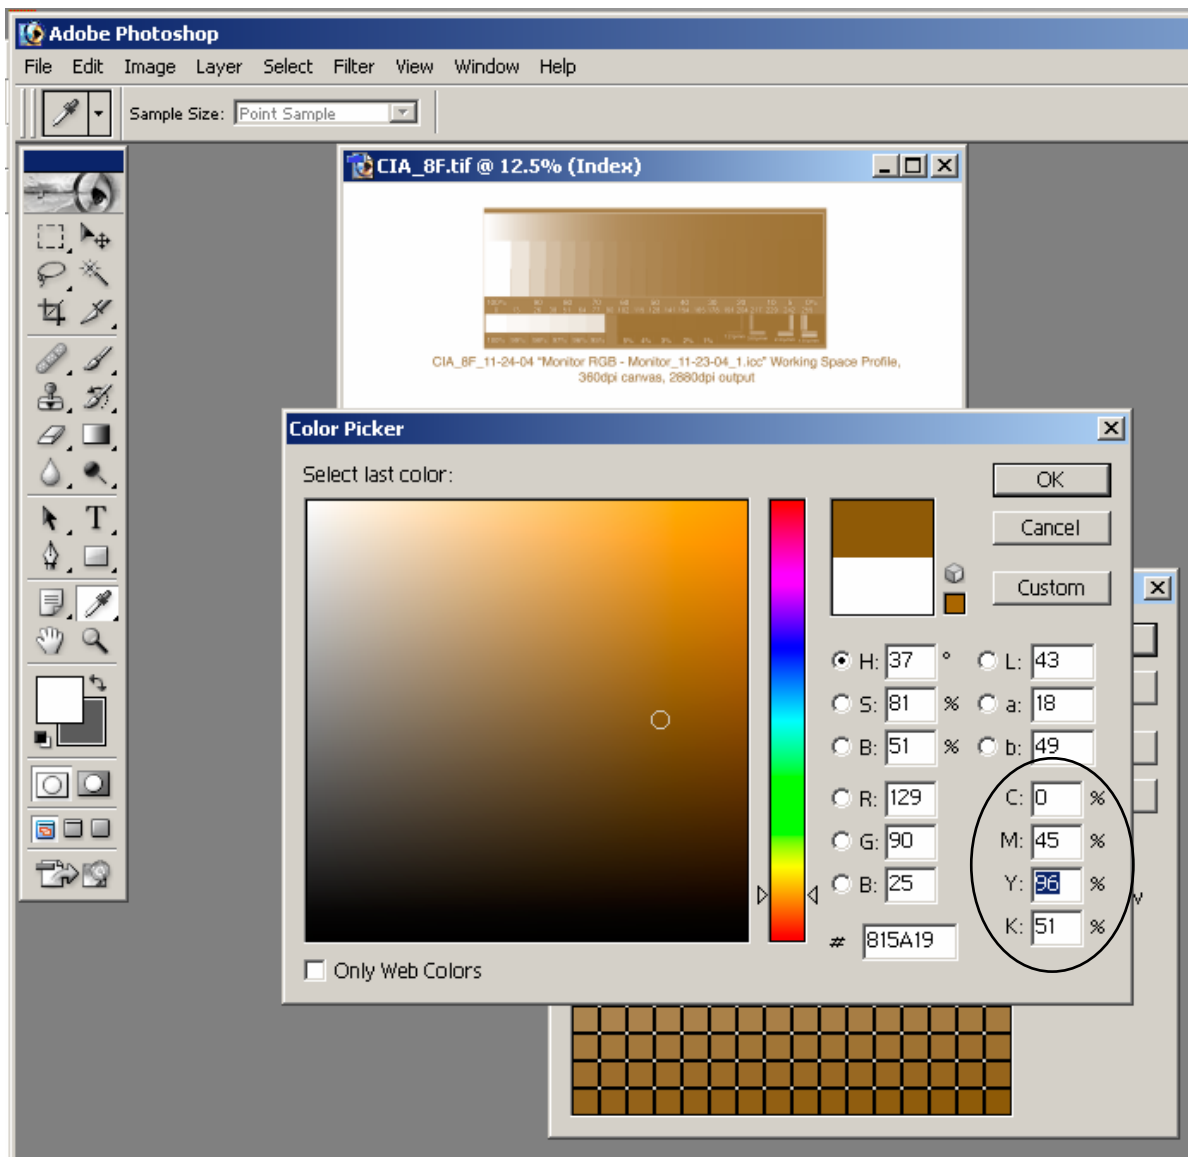 Adobe Photoshop
File Edit Image Layer Select Filter View Window Help
Sample Size: Point Sample
CIA_8F.tif @ 12.5% (Index)
CIA_8F_11-24-04 "Monitor RGB - Monitor_11-23-04_1.icc" Working Space Profile,
360dpi canvas, 2880dpi output
Color Picker
Select last color:
OK
Cancel
Custom
H: 37 ° L: 43
S: 81 % a: 18
B: 51 % b: 49
R: 129 C: 0 %
G: 90 M: 45 %
B: 25 Y: 96 %
# 815A19 K: 51 %
Only Web Colors
T